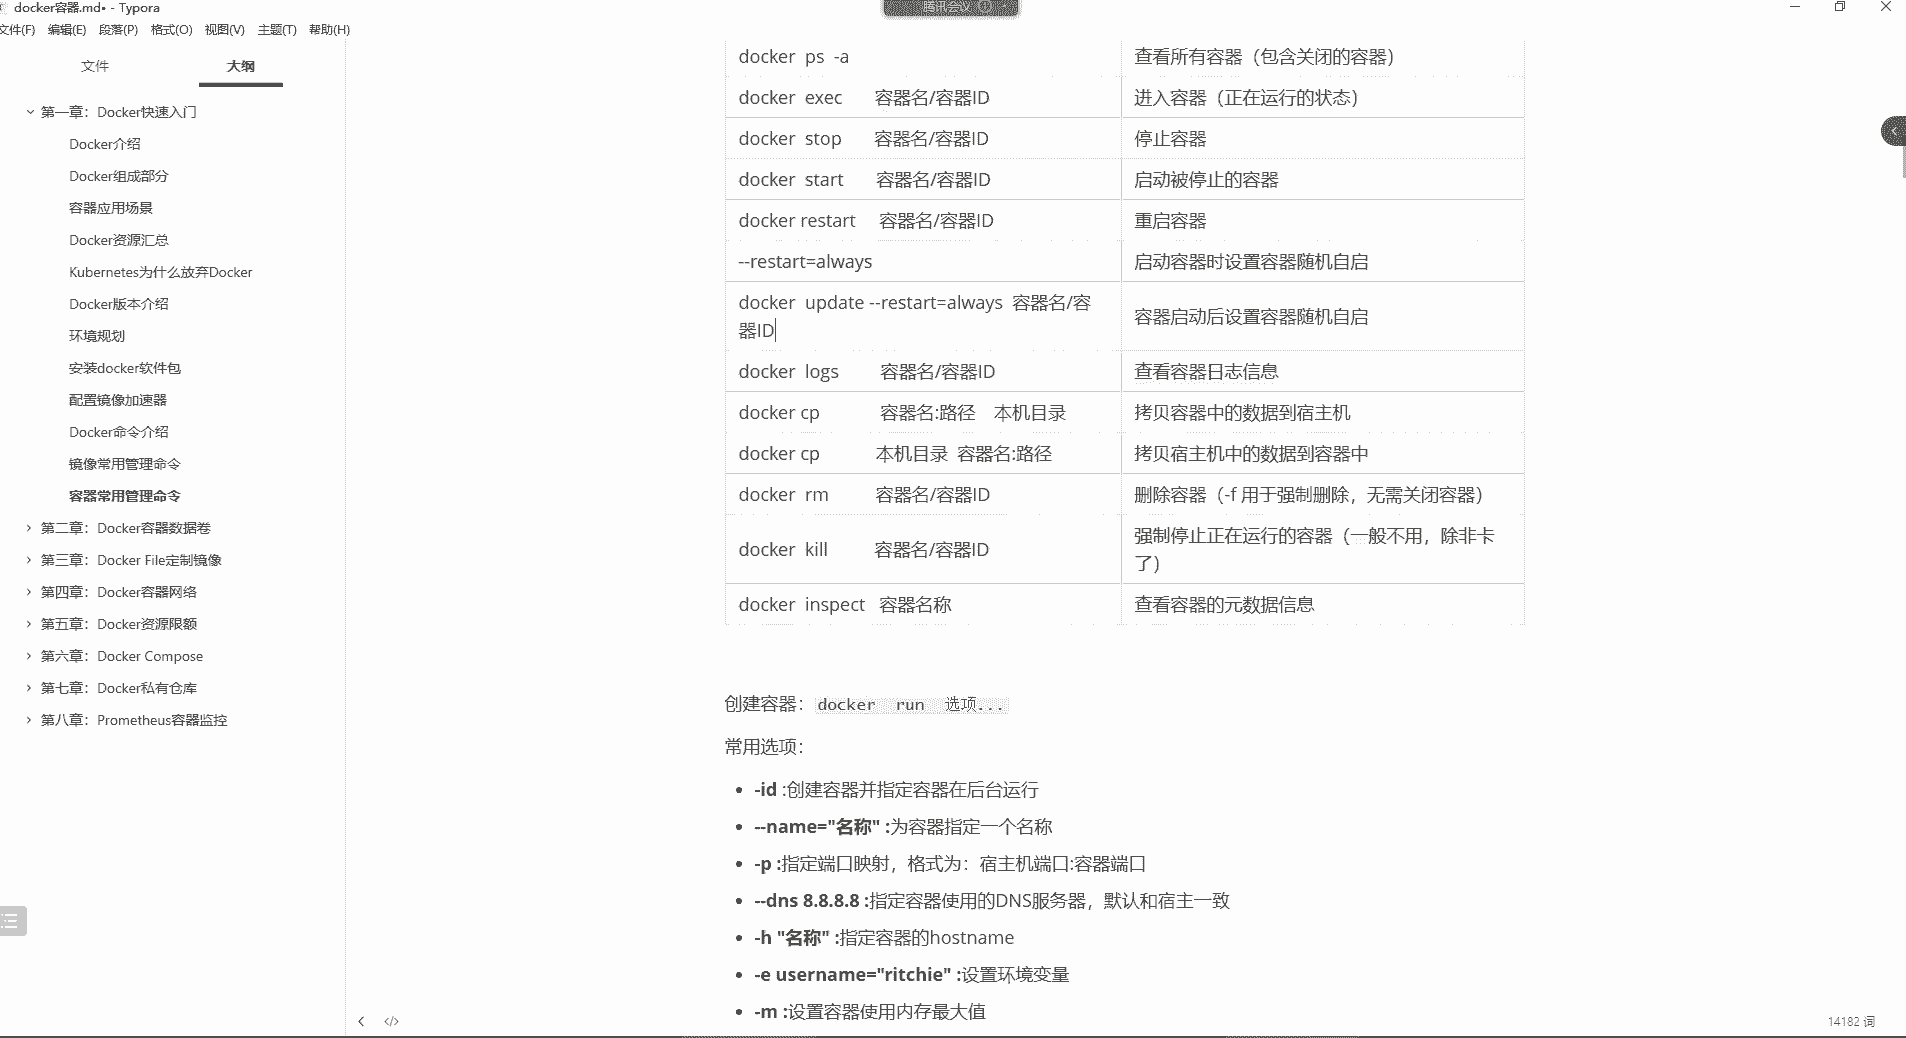 docker容器.md• - Typora
腾讯会议
文件(F) 编辑(E) 段落(P) 格式(O) 视图(V) 主题(T) 帮助(H)
文件 大纲
第一章：Docker快速入门
Docker介绍
Docker组成部分
容器应用场景
Docker资源汇总
Kubernetes为什么放弃Docker
Docker版本介绍
环境规划
安装docker软件包
配置镜像加速器
Docker命令介绍
镜像常用管理命令
容器常用管理命令
第二章：Docker容器数据卷
第三章：Docker File定制镜像
第四章：Docker容器网络
第五章：Docker资源限额
第六章：Docker Compose
第七章：Docker私有仓库
第八章：Prometheus容器监控
docker ps -a 查看所有容器（包含关闭的容器）
docker exec 容器名/容器ID 进入容器（正在运行的状态）
docker stop 容器名/容器ID 停止容器
docker start 容器名/容器ID 启动被停止的容器
docker restart 容器名/容器ID 重启容器
--restart=always 启动容器时设置容器随机自启
docker update --restart=always 容器名/容
器ID 容器启动后设置容器随机自启
docker logs 容器名/容器ID 查看容器日志信息
docker cp 容器名:路径 本机目录 拷贝容器中的数据到宿主机
docker cp 本机目录 容器名:路径 拷贝宿主机中的数据到容器中
docker rm 容器名/容器ID 删除容器（-f 用于强制删除，无需关闭容器）
docker kill 容器名/容器ID 强制停止正在运行的容器（一般不用，除非卡
了）
docker inspect 容器名称 查看容器的元数据信息
创建容器：docker run 选项...
常用选项：
-id :创建容器并指定容器在后台运行
--name="名称" :为容器指定一个名称
-p :指定端口映射，格式为：宿主机端口:容器端口
--dns 8.8.8.8 :指定容器使用的DNS服务器，默认和宿主一致
-h "名称" :指定容器的hostname
-e username="ritchie" :设置环境变量
-m :设置容器使用内存最大值
14182 词